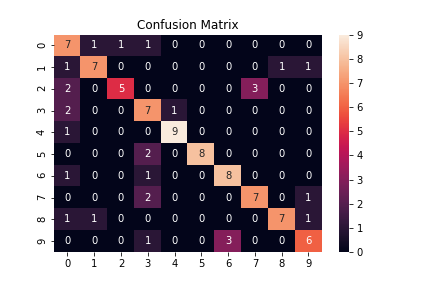 Confusion Matrix
0 7 1 1 1 0 0 0 0 0 0
1 1 7 0 0 0 0 0 0 1 1
2 2 0 5 0 0 0 0 3 0 0
3 2 0 0 7 1 0 0 0 0 0
4 1 0 0 0 9 0 0 0 0 0
5 0 0 0 2 0 8 0 0 0 0
6 1 0 0 1 0 0 8 0 0 0
7 0 0 0 2 0 0 0 7 0 1
8 1 1 0 0 0 0 0 0 7 1
9 0 0 0 1 0 0 3 0 0 6
0 1 2 3 4 5 6 7 8 9
9
8
7
6
5
4
3
2
1
0